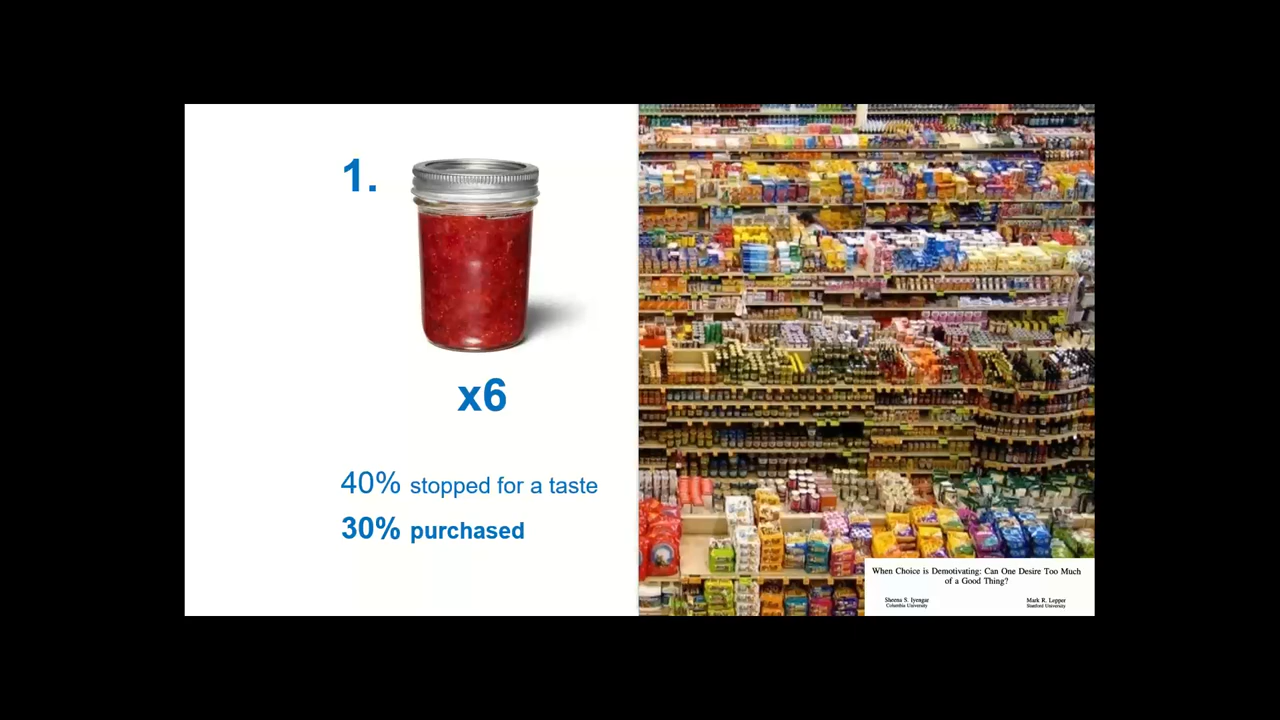 1.
x6
40% stopped for a taste
30% purchased
When Choice is Demotivating: Can One Desire Too Much
of a Good Thing?
Sheena S. Iyengar
Columbia University
Mark R. Lepper
Stanford University